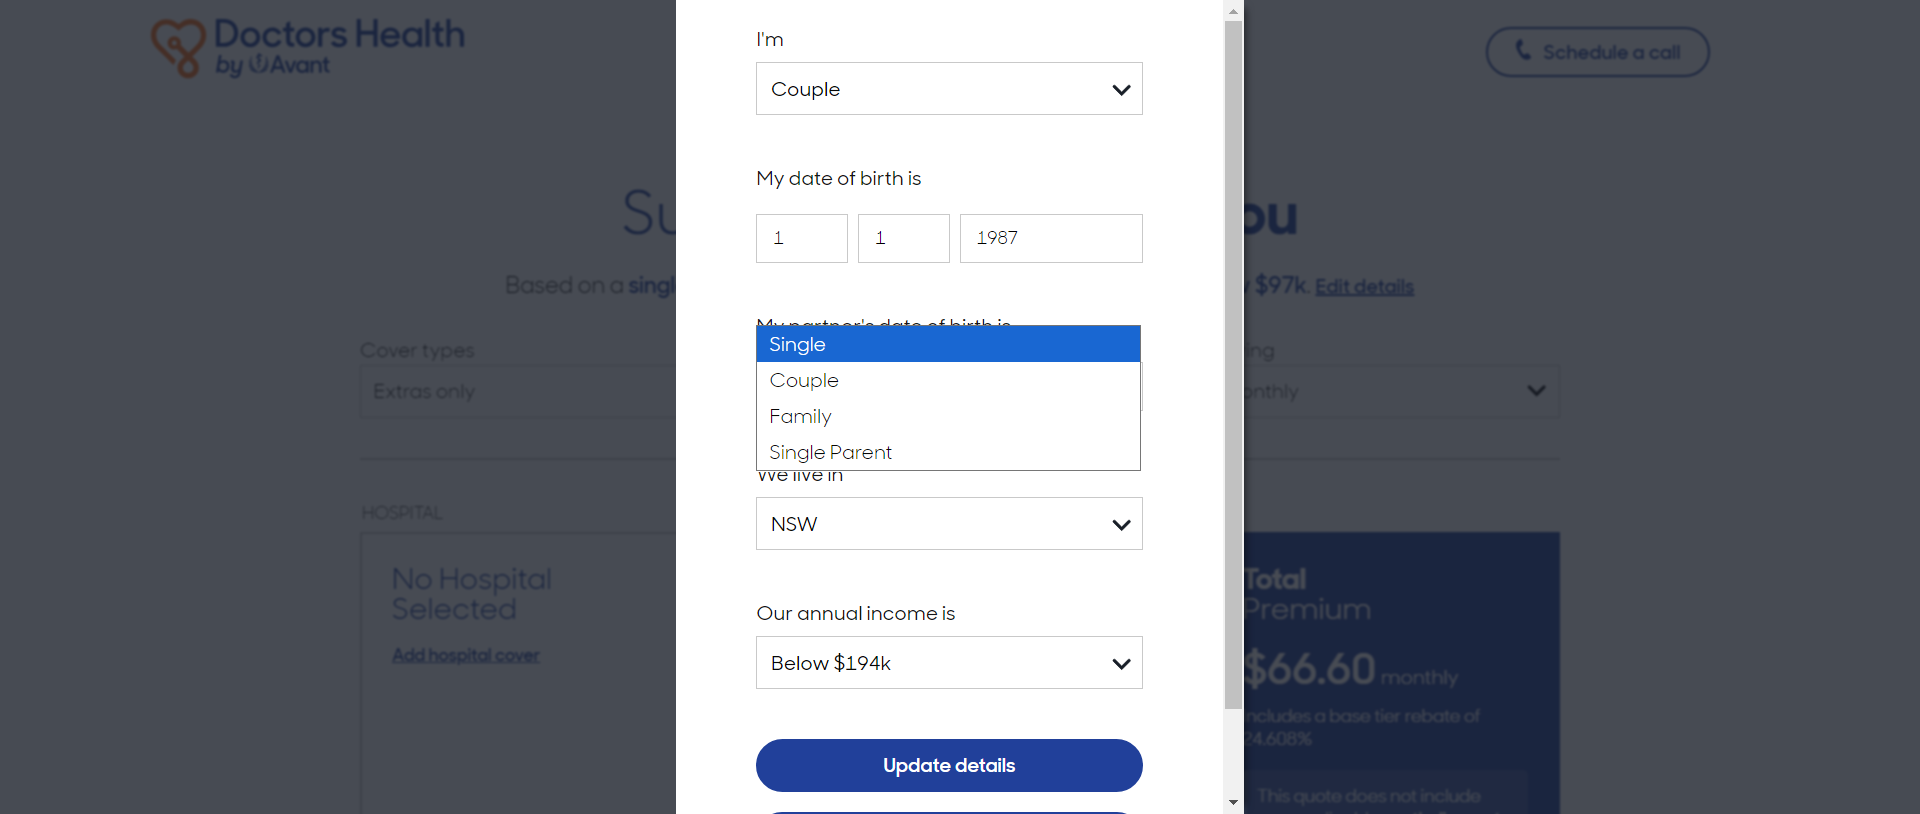 Doctors Health
by Avant
Schedule a call
I'm
Couple
My date of birth is
1 1 1987
Su
ou
Based on a singl
$97k. Edit details
My partner's date of birth is
Single
Couple
Family
Single Parent
Cover types
Extras only
ing
onthly
We live in
NSW
HOSPITAL
No Hospital
Selected
Add hospital cover
Our annual income is
Below $194k
Update details
Total
Premium
$66.60 monthly
includes a base tier rebate of
24.608%
This quote does not include